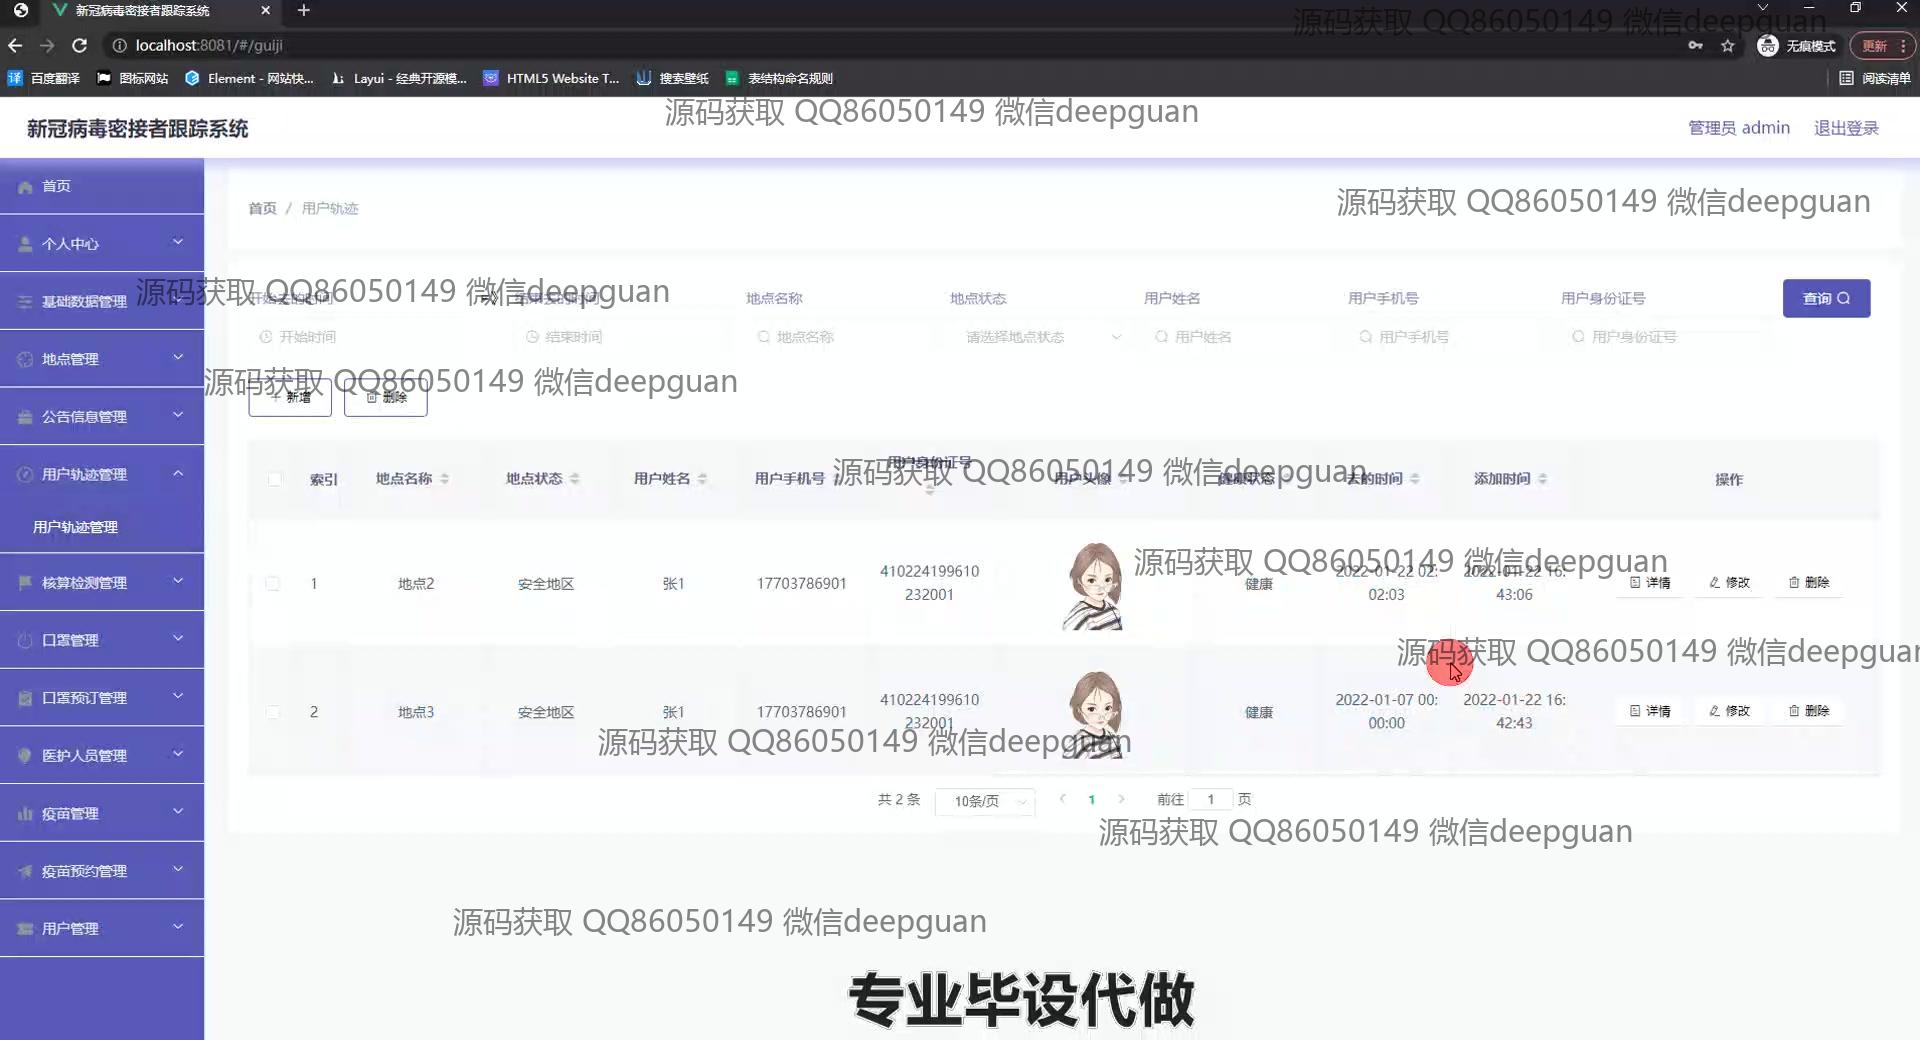 新冠病毒密接者跟踪系统
localhost:8081/#/guiji
无痕模式
更新
百度翻译
图标网站
Element - 网站快...
Layui - 经典开源模...
HTML5 Website T...
搜索壁纸
表结构命名规则
阅读清单
源码获取 QQ86050149 微信deepguan
源码获取 QQ86050149 微信deepguan
新冠病毒密接者跟踪系统
管理员 admin
退出登录
首页
个人中心
基础数据管理
地点管理
公告信息管理
用户轨迹管理
用户轨迹管理
核算检测管理
口罩管理
口罩预订管理
医护人员管理
疫苗管理
疫苗预约管理
用户管理
首页 / 用户轨迹
源码获取 QQ86050149 微信deepguan
源码获取 QQ86050149 微信deepguan
地点名称
地点状态
用户姓名
用户手机号
用户身份证号
查询
开始时间
结束时间
地点名称
请选择地点状态
用户姓名
用户手机号
用户身份证号
源码获取 QQ86050149 微信deepguan
新增
删除
源码获取 QQ86050149 微信deepguan
索引
地点名称
地点状态
用户姓名
用户手机号
用户身份证号
用户头像
健康状态
去的时间
添加时间
操作
源码获取 QQ86050149 微信deepguan
1
地点2
安全地区
张1
17703786901
410224199610
232001
健康
2022-01-22 02:
02:03
2022-01-22 16:
43:06
详情
修改
删除
源码获取 QQ86050149 微信deepguan
2
地点3
安全地区
张1
17703786901
410224199610
232001
健康
2022-01-07 00:
00:00
2022-01-22 16:
42:43
详情
修改
删除
源码获取 QQ86050149 微信deepguan
共 2 条
10条/页
1
前往 1 页
源码获取 QQ86050149 微信deepguan
源码获取 QQ86050149 微信deepguan
专业毕设代做